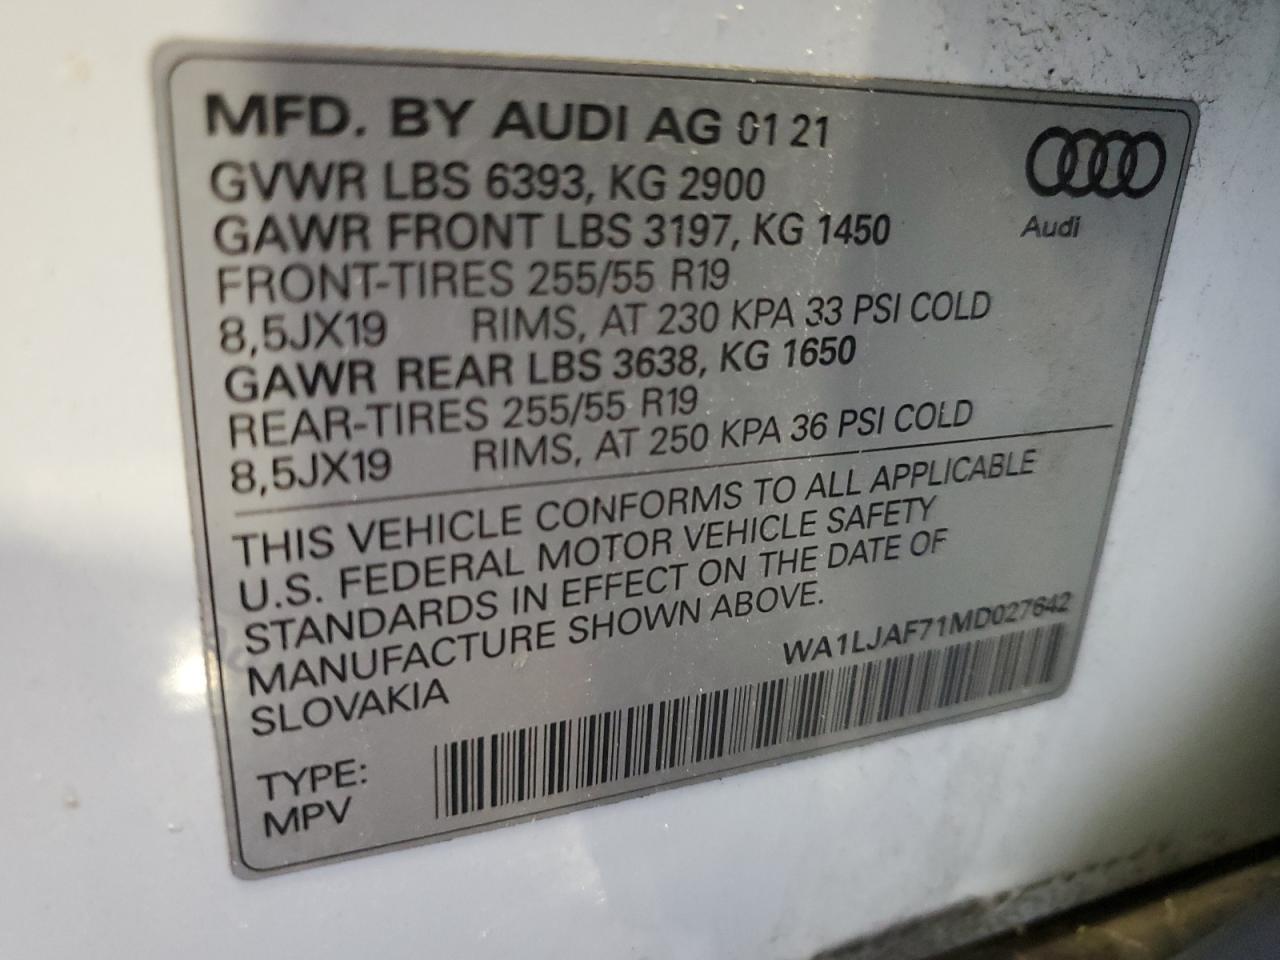 MFD. BY AUDI AG 01 21
GVWR LBS 6393, KG 2900
GAWR FRONT LBS 3197, KG 1450
FRONT-TIRES 255/55 R19
8,5JX19 RIMS, AT 230 KPA 33 PSI COLD
GAWR REAR LBS 3638, KG 1650
REAR-TIRES 255/55 R19
8,5JX19 RIMS, AT 250 KPA 36 PSI COLD
Audi
THIS VEHICLE CONFORMS TO ALL APPLICABLE
U.S. FEDERAL MOTOR VEHICLE SAFETY
STANDARDS IN EFFECT ON THE DATE OF
MANUFACTURE SHOWN ABOVE.
SLOVAKIA
WA1LJAF71MD027642
TYPE:
MPV